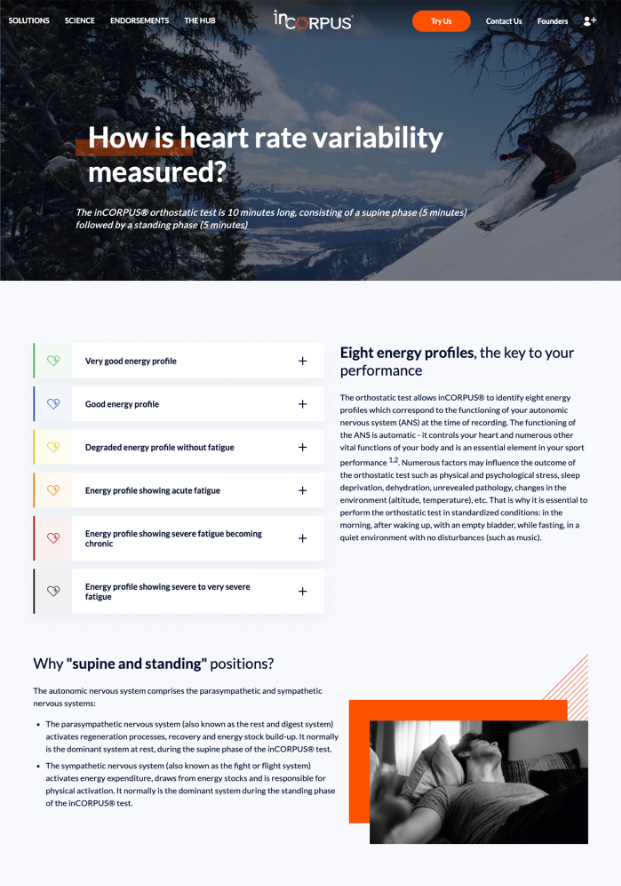 SOLUTIONS SCIENCE ENDORSEMENTS THE HUB inCORPUS Try Us Contact Us Founders
How is heart rate variability
measured?
The inCORPUS® orthostatic test is 10 minutes long, consisting of a supine phase (5 minutes)
followed by a standing phase (5 minutes)
Very good energy profile
Good energy profile
Degraded energy profile without fatigue
Energy profile showing acute fatigue
Energy profile showing severe fatigue becoming
chronic
Energy profile showing severe to very severe
fatigue
Eight energy profiles, the key to your
performance
The orthostatic test allows inCORPUS® to identify eight energy
profiles which correspond to the functioning of your autonomic
nervous system (ANS) at the time of recording. The functioning of
the ANS is automatic - it controls your heart and numerous other
vital functions of your body and is an essential element in your sport
performance 1,2. Numerous factors may influence the outcome of
the orthostatic test such as physical and psychological stress, sleep
deprivation, dehydration, unrevealed pathology, changes in the
environment (altitude, temperature), etc. That is why it is essential to
perform the orthostatic test in standardized conditions: in the
morning, after waking up, with an empty bladder, while fasting, in a
quiet environment with no disturbances (such as music).
Why "supine and standing" positions?
The autonomic nervous system comprises the parasympathetic and sympathetic
nervous systems:
• The parasympathetic nervous system (also known as the rest and digest system)
activates regeneration processes, recovery and energy stock build-up. It normally
is the dominant system at rest, during the supine phase of the inCORPUS® test.
• The sympathetic nervous system (also known as the fight or flight system)
activates energy expenditure, draws from energy stocks and is responsible for
physical activation. It normally is the dominant system during the standing phase
of the inCORPUS® test.